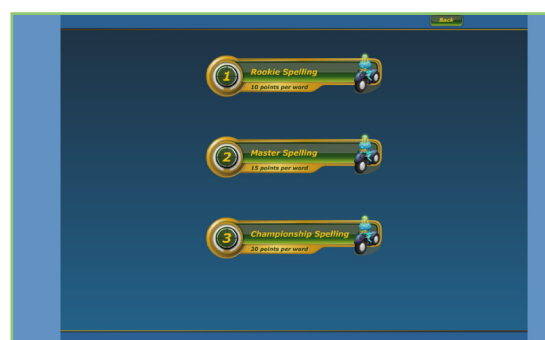 Back
1
Rookie Spelling
10 points per word
2
Master Spelling
15 points per word
3
Championship Spelling
20 points per word